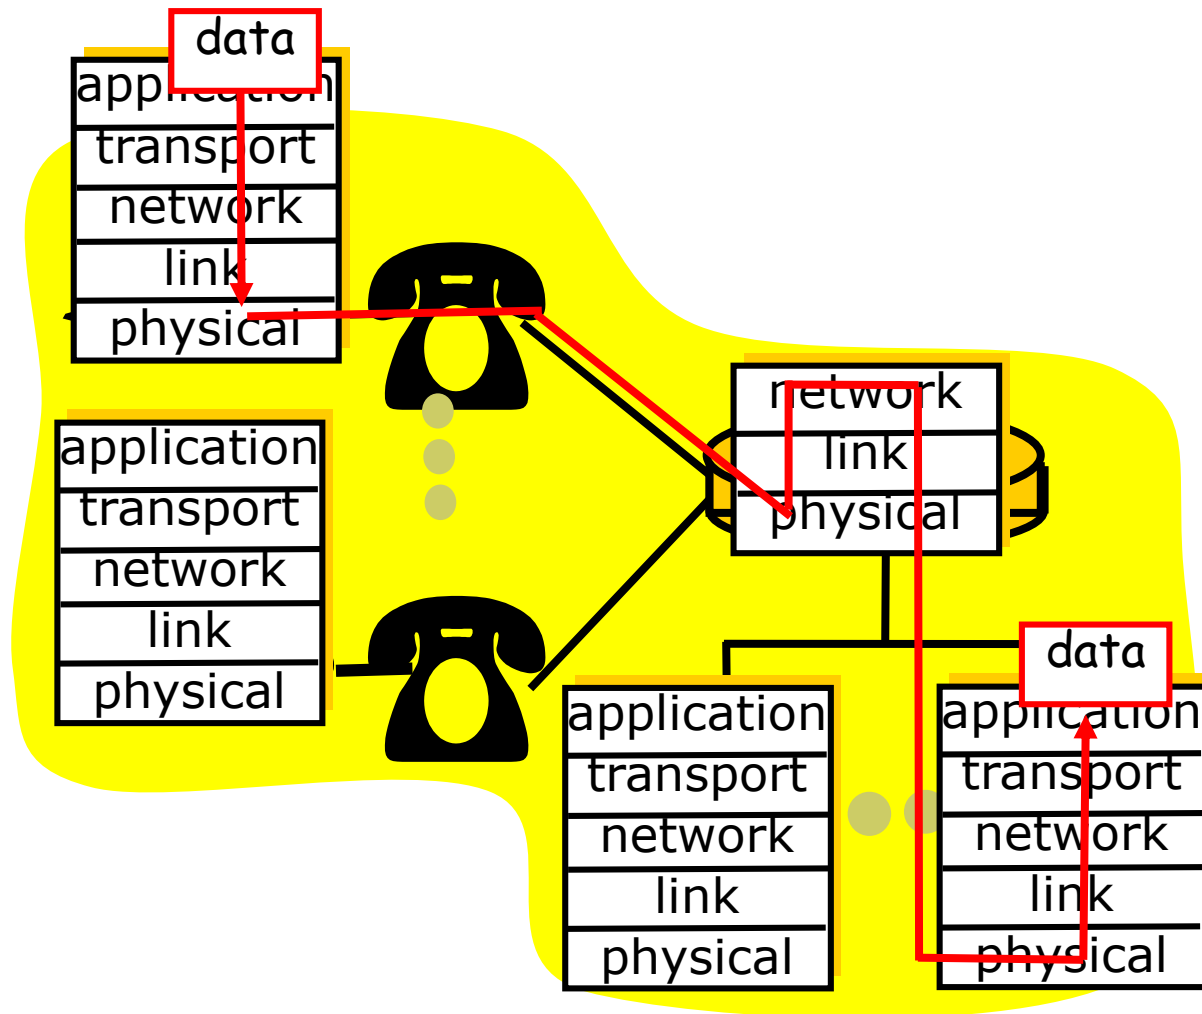 data
application
transport
network
link
physical
application
transport
network
link
physical
network
link
physical
data
application
transport
network
link
physical
application
transport
network
link
physical